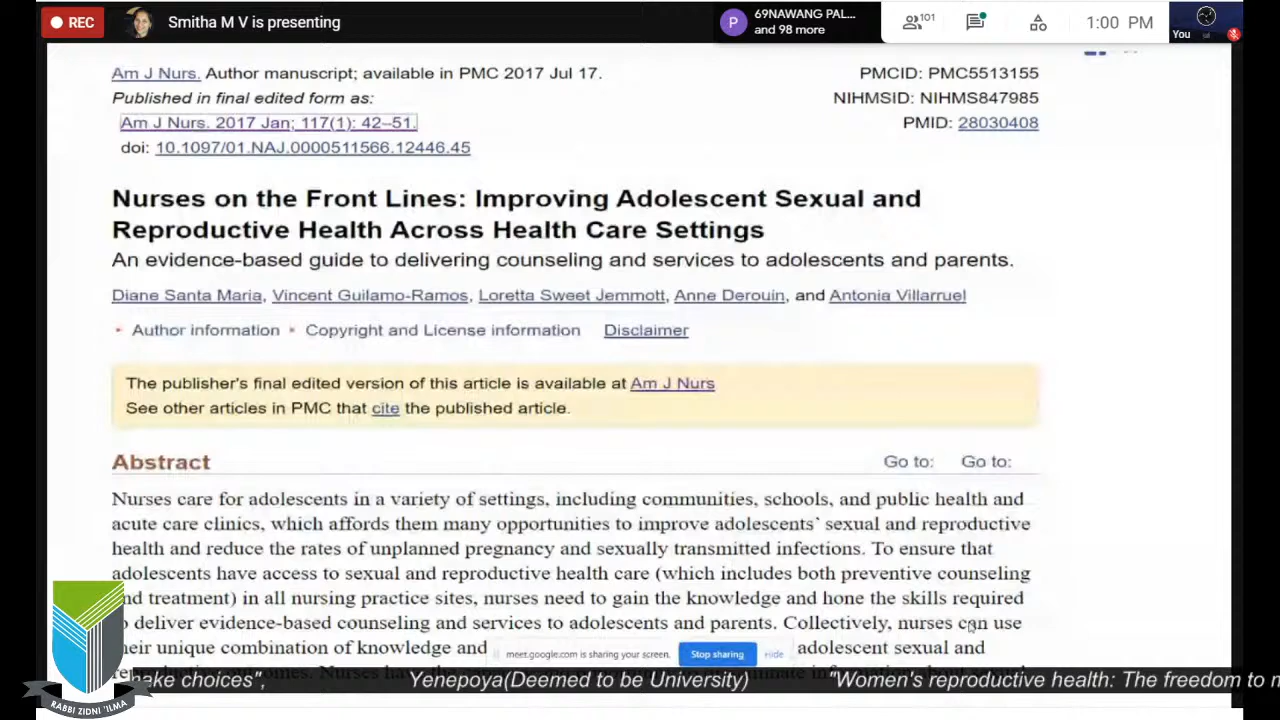 REC
Smitha M V is presenting
P
69NAWANG PAL...
and 98 more
101
1:00 PM
You
Am J Nurs. Author manuscript; available in PMC 2017 Jul 17.
PMCID: PMC5513155
Published in final edited form as:
NIHMSID: NIHMS847985
Am J Nurs. 2017 Jan; 117(1): 42–51.
PMID: 28030408
doi: 10.1097/01.NAJ.0000511566.12446.45
Nurses on the Front Lines: Improving Adolescent Sexual and
Reproductive Health Across Health Care Settings
An evidence-based guide to delivering counseling and services to adolescents and parents.
Diane Santa Maria, Vincent Guilamo-Ramos, Loretta Sweet Jemmott, Anne Derouin, and Antonia Villarruel
Author information Copyright and License information Disclaimer
The publisher's final edited version of this article is available at Am J Nurs
See other articles in PMC that cite the published article.
Abstract
Go to: Go to:
Nurses care for adolescents in a variety of settings, including communities, schools, and public health and
acute care clinics, which affords them many opportunities to improve adolescents' sexual and reproductive
health and reduce the rates of unplanned pregnancy and sexually transmitted infections. To ensure that
adolescents have access to sexual and reproductive health care (which includes both preventive counseling
and treatment) in all nursing practice sites, nurses need to gain the knowledge and hone the skills required
to deliver evidence-based counseling and services to adolescents and parents. Collectively, nurses can use
their unique combination of knowledge and
adolescent sexual and
meet.google.com is sharing your screen.
Stop sharing
Hide
make choices",
Yenepoya(Deemed to be University)
"Women's reproductive health: The freedom to
RABBI ZIDNI 'ILMA